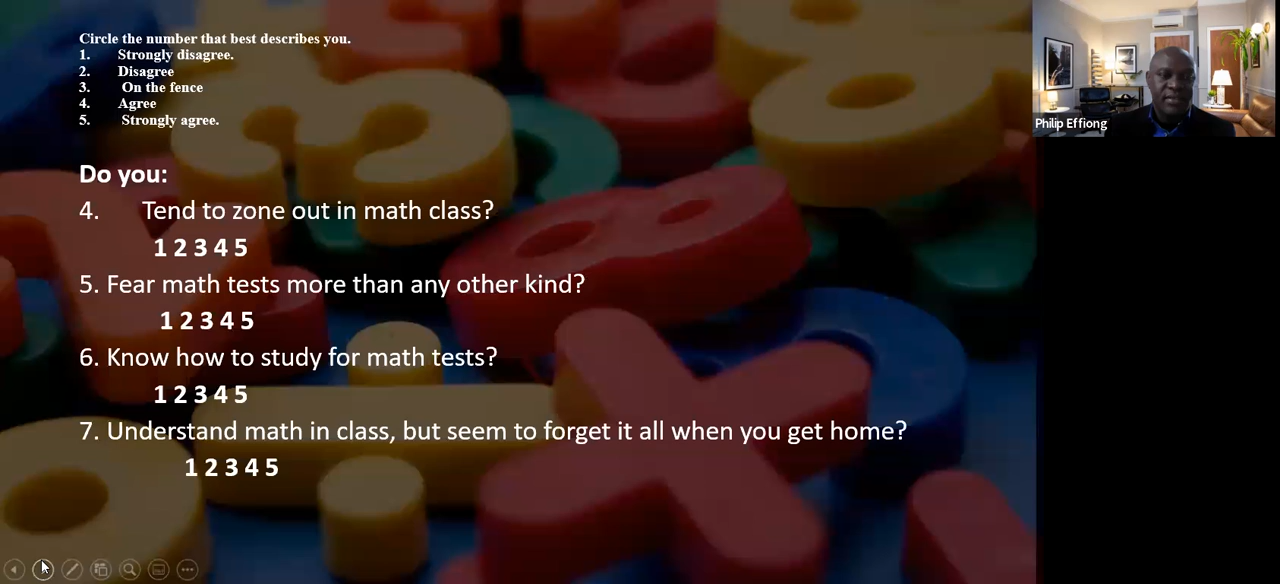 Circle the number that best describes you.
1. Strongly disagree.
2. Disagree
3. On the fence
4. Agree
5. Strongly agree.
Do you:
4. Tend to zone out in math class?
1 2 3 4 5
5. Fear math tests more than any other kind?
1 2 3 4 5
6. Know how to study for math tests?
1 2 3 4 5
7. Understand math in class, but seem to forget it all when you get home?
1 2 3 4 5
Philip Effiong